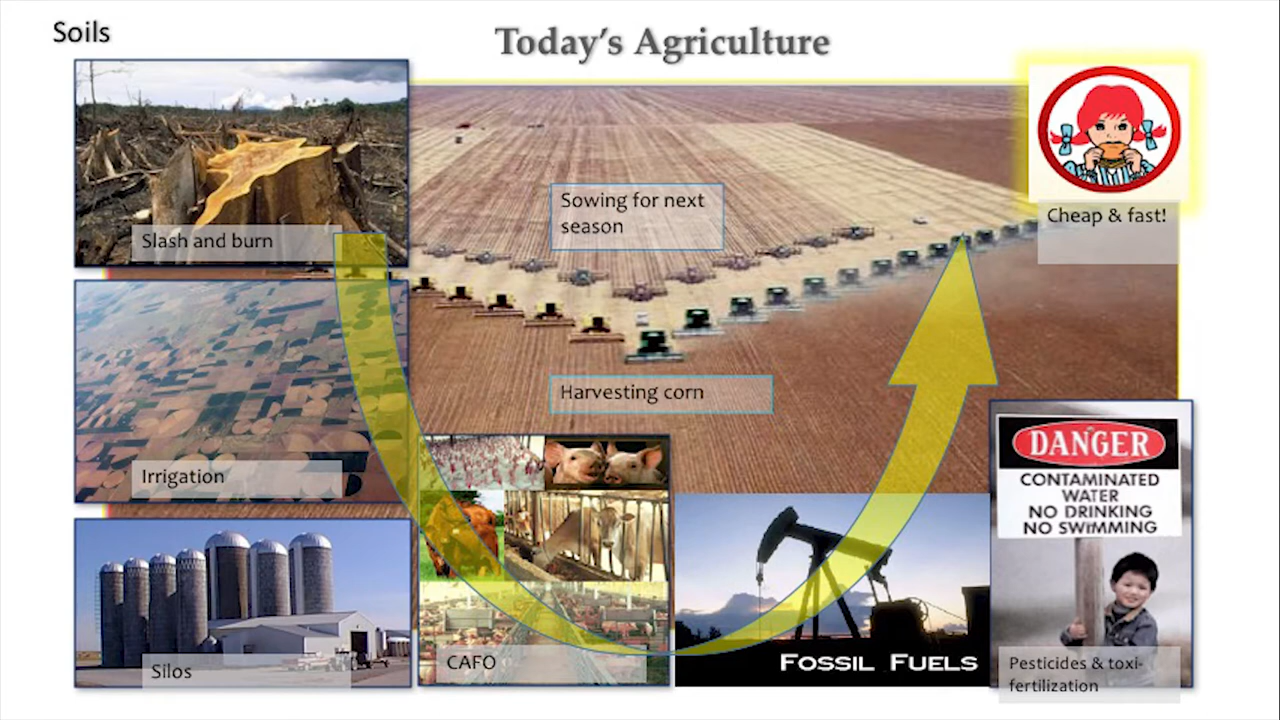 Soils
Today's Agriculture
Slash and burn
Sowing for next
season
Cheap & fast!
Irrigation
Harvesting corn
DANGER
CONTAMINATED
WATER
NO DRINKING
NO SWIMMING
Silos
CAFO
FOSSIL FUELS
Pesticides & toxi-
fertilization